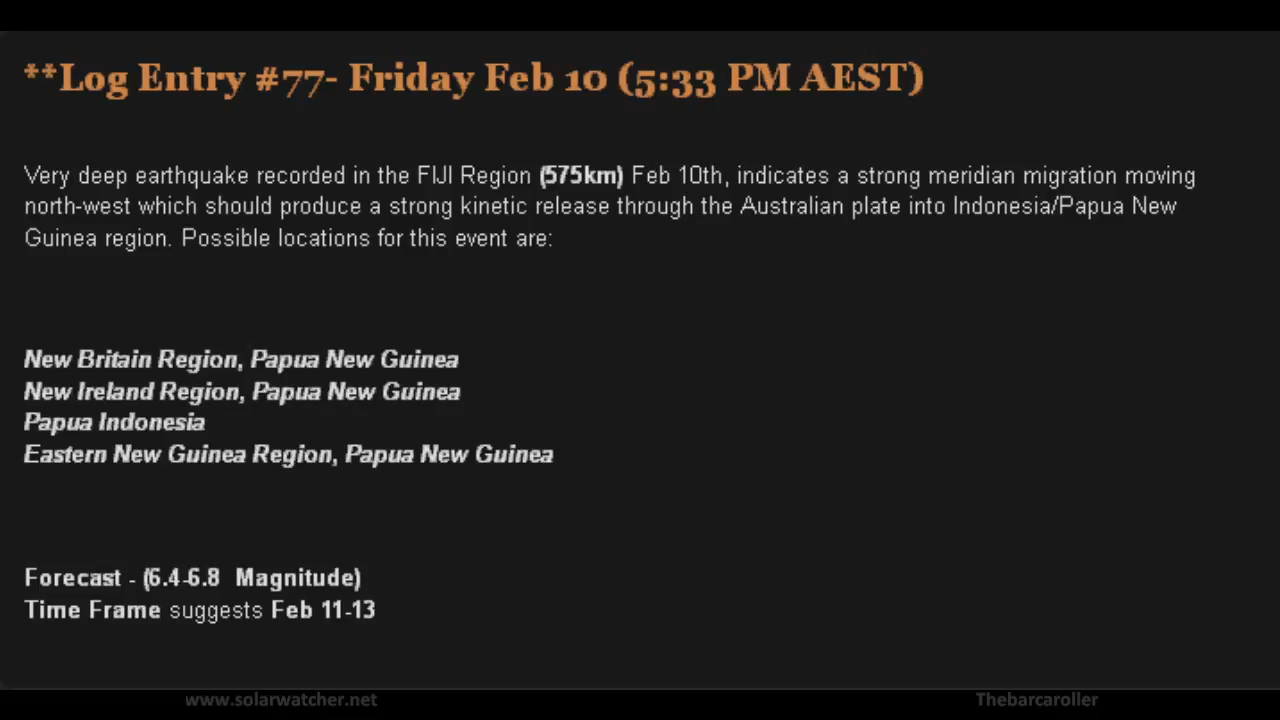 **Log Entry #77- Friday Feb 10 (5:33 PM AEST)
Very deep earthquake recorded in the FIJI Region (575km) Feb 10th, indicates a strong meridian migration moving
north-west which should produce a strong kinetic release through the Australian plate into Indonesia/Papua New
Guinea region. Possible locations for this event are:
New Britain Region, Papua New Guinea
New Ireland Region, Papua New Guinea
Papua Indonesia
Eastern New Guinea Region, Papua New Guinea
Forecast - (6.4-6.8 Magnitude)
Time Frame suggests Feb 11-13
www.solarwatcher.net
Thebarcaroller